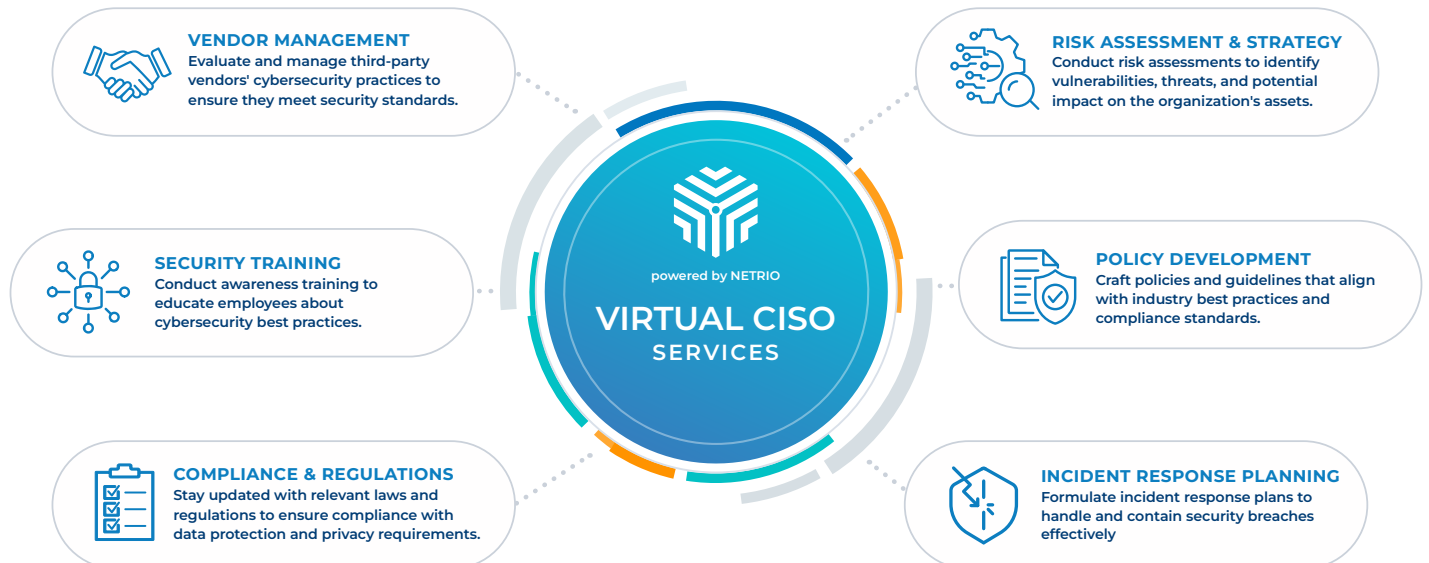 VENDOR MANAGEMENT
Evaluate and manage third-party
vendors' cybersecurity practices to
ensure they meet security standards.
RISK ASSESSMENT & STRATEGY
Conduct risk assessments to identify
vulnerabilities, threats, and potential
impact on the organization's assets.
SECURITY TRAINING
Conduct awareness training to
educate employees about
cybersecurity best practices.
powered by NETRIO
VIRTUAL CISO
SERVICES
POLICY DEVELOPMENT
Craft policies and guidelines that align
with industry best practices and
compliance standards.
COMPLIANCE & REGULATIONS
Stay updated with relevant laws and
regulations to ensure compliance with
data protection and privacy requirements.
INCIDENT RESPONSE PLANNING
Formulate incident response plans to
handle and contain security breaches
effectively